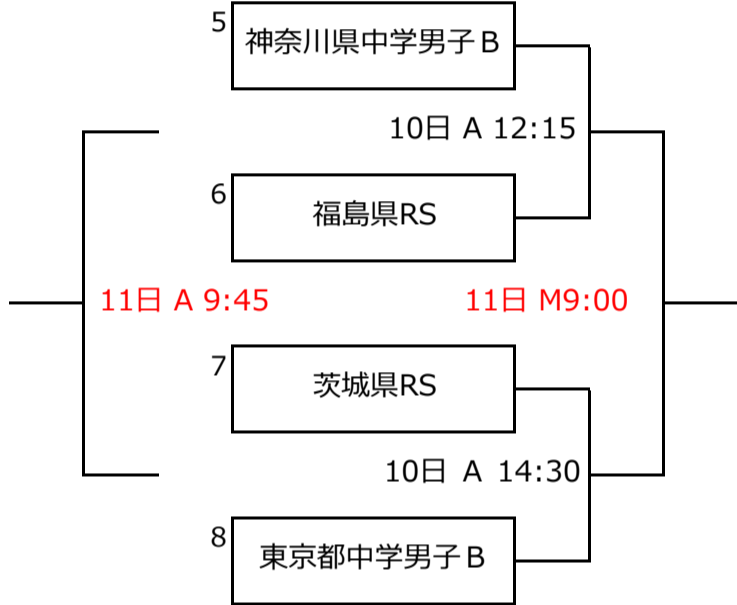 5
神奈川県中学男子Ｂ
10日 A 12:15
6
福島県RS
11日 A 9:45
11日 M9:00
7
茨城県RS
10日 A 14:30
8
東京都中学男子Ｂ